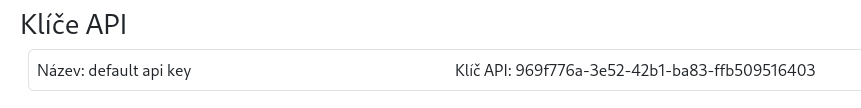 Klíče API
Název: default api key Klíč API: 969f776a-3e52-42b1-ba83-ffb509516403